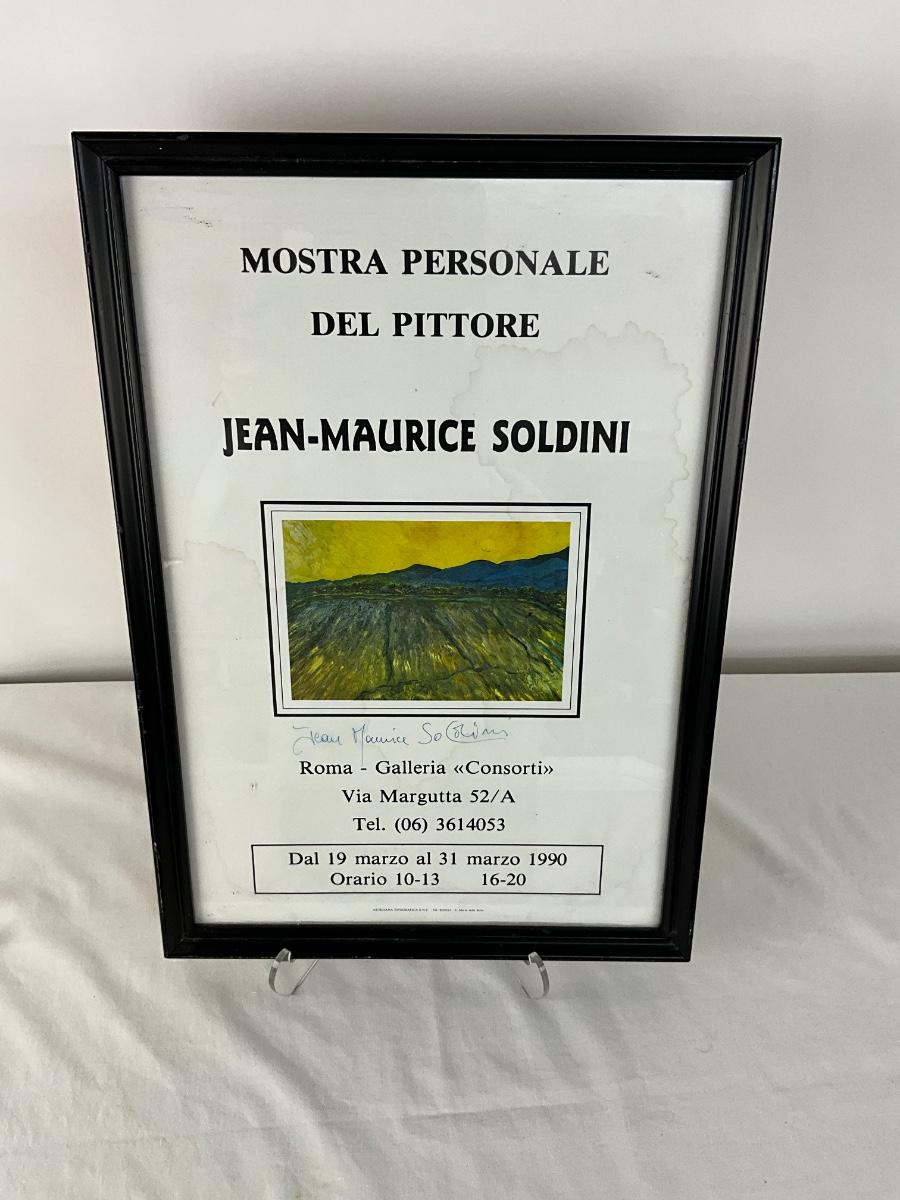 MOSTRA PERSONALE
DEL PITTORE
JEAN-MAURICE SOLDINI
Jean Maurice Soldini
Roma - Galleria «Consorti»
Via Margutta 52/A
Tel. (06) 3614053
Dal 19 marzo al 31 marzo 1990
Orario 10-13 16-20